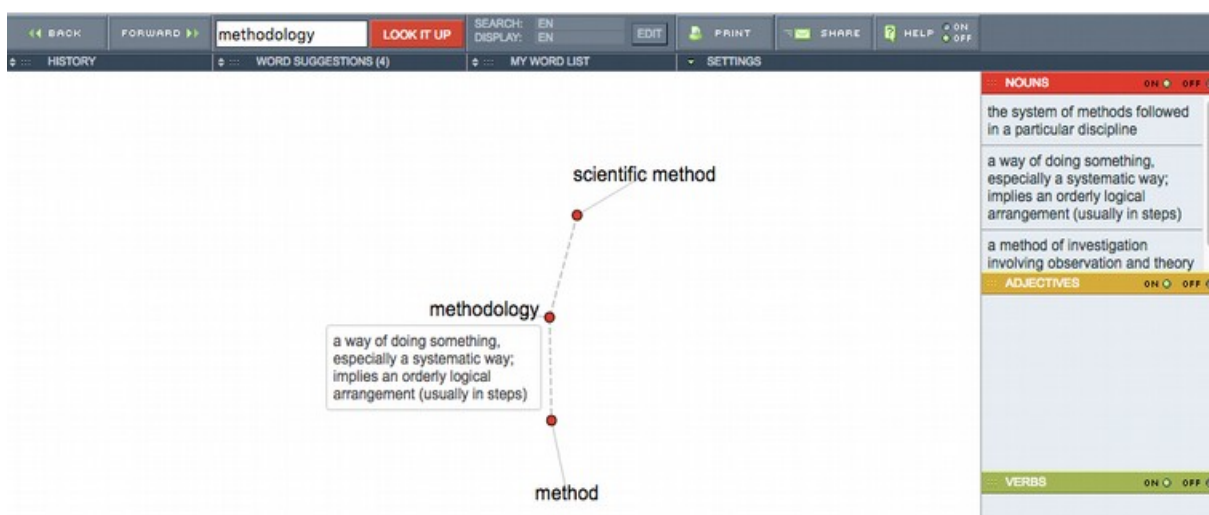 BACK
FORWARD
methodology
LOOK IT UP
SEARCH: EN
DISPLAY: EN
EDIT
PRINT
SHARE
HELP
ON
OFF
HISTORY
WORD SUGGESTIONS (4)
MY WORD LIST
SETTINGS
NOUNS ON OFF
the system of methods followed
in a particular discipline
a way of doing something,
especially a systematic way;
implies an orderly logical
arrangement (usually in steps)
a method of investigation
involving observation and theory
ADJECTIVES ON OFF
VERBS ON OFF
scientific method
methodology
a way of doing something,
especially a systematic way;
implies an orderly logical
arrangement (usually in steps)
method